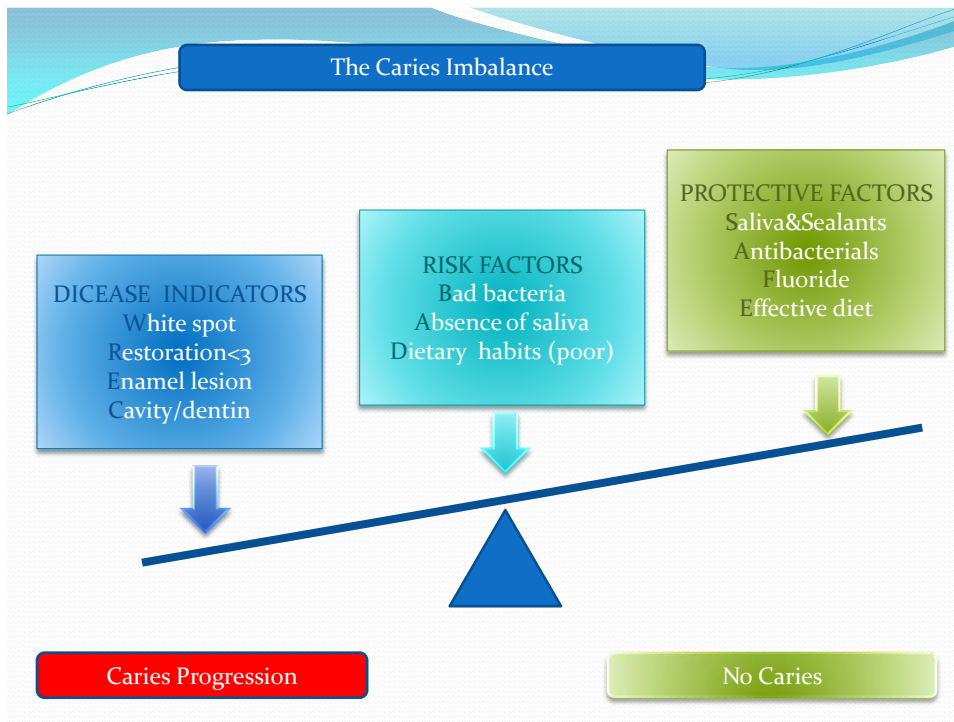 The Caries Imbalance
DICEASE  INDICATORS
White spot
Restoration<3
Enamel lesion
Cavity/dentin
RISK FACTORS
Bad bacteria
Absence of saliva
Dietary  habits (poor)
PROTECTIVE FACTORS
Saliva&Sealants
Antibacterials
Fluoride
Effective diet
Caries Progression
No Caries